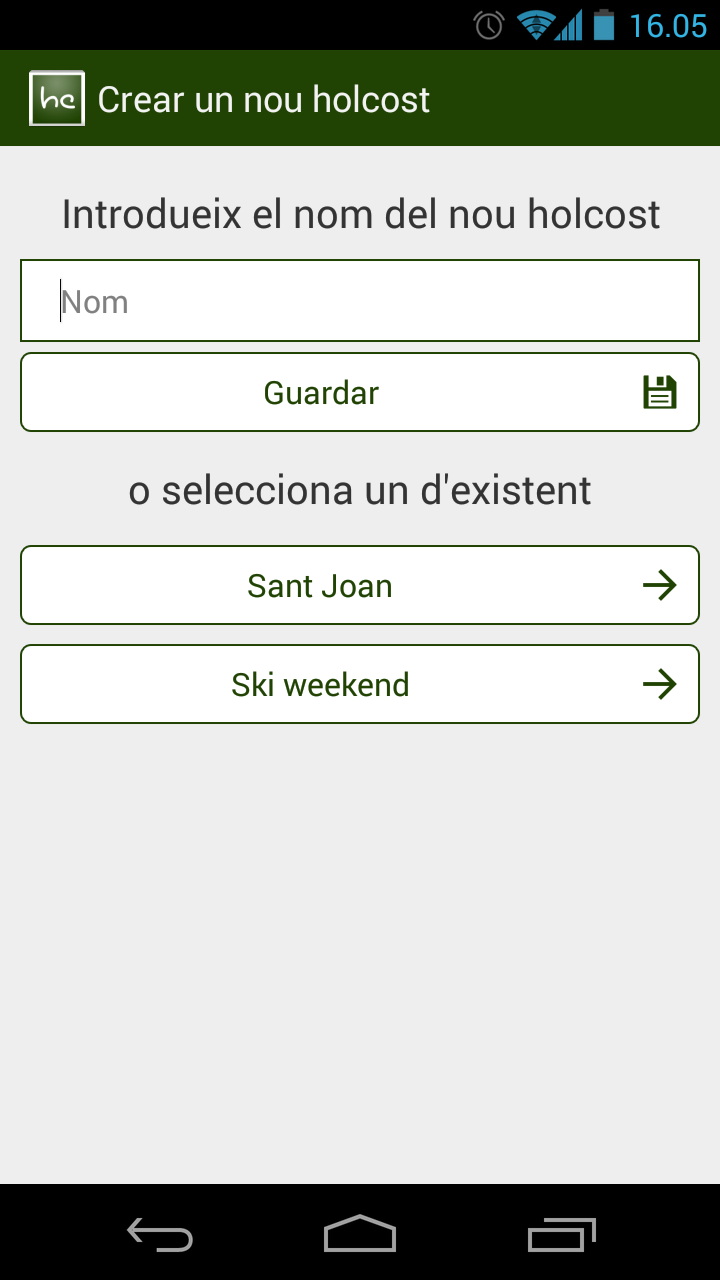 16.05
hc Crear un nou holcost
Introdueix el nom del nou holcost
Nom
Guardar
o selecciona un d'existent
Sant Joan
Ski weekend